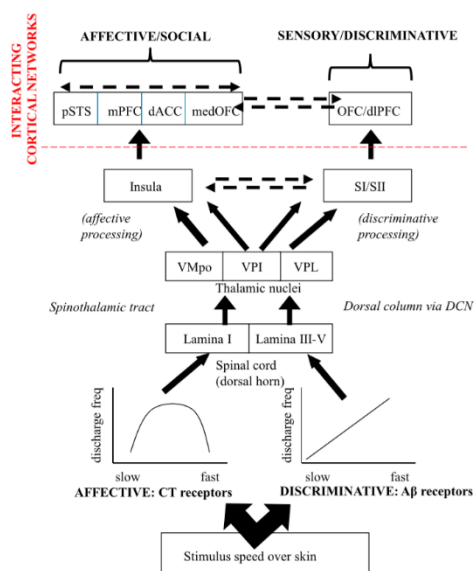 AFFECTIVE/SOCIAL
SENSORY/DISCRIMINATIVE
INTERACTING
CORTICAL NETWORKS
pSTS mPFC dACC medOFC
OFC/dlPFC
Insula
SI/SII
(affective
processing)
(discriminative
processing)
VMpo VPI VPL
Thalamic nuclei
Spinothalamic tract
Dorsal column via DCN
Lamina I Lamina III-V
Spinal cord
(dorsal horn)
discharge freq
discharge freq
slow fast
slow fast
AFFECTIVE: CT receptors
DISCRIMINATIVE: Aβ receptors
Stimulus speed over skin